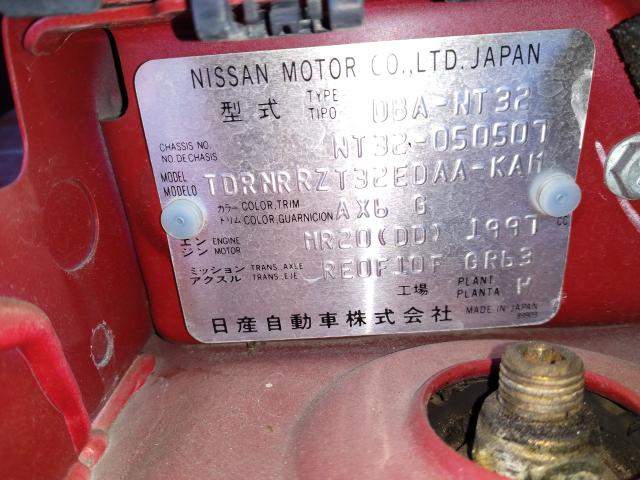 NISSAN MOTOR CO.,LTD. JAPAN
型式 TYPE TIPO DBA-NT32
CHASSIS NO. NO. DE CHASIS NT32-050507
MODEL MODELO TDRNRRZT32EDAA-KAM
カラー トリム COLOR, TRIM COLOR, GUARNICION AX6 G
エンジン ENGINE MOTOR MR20(DD) 1997 CC
ミッション アクスル TRANS. AXLE TRANS. EJE RE0F10F GR63
工場 PLANT PLANTA
日産自動車株式会社 MADE IN JAPAN